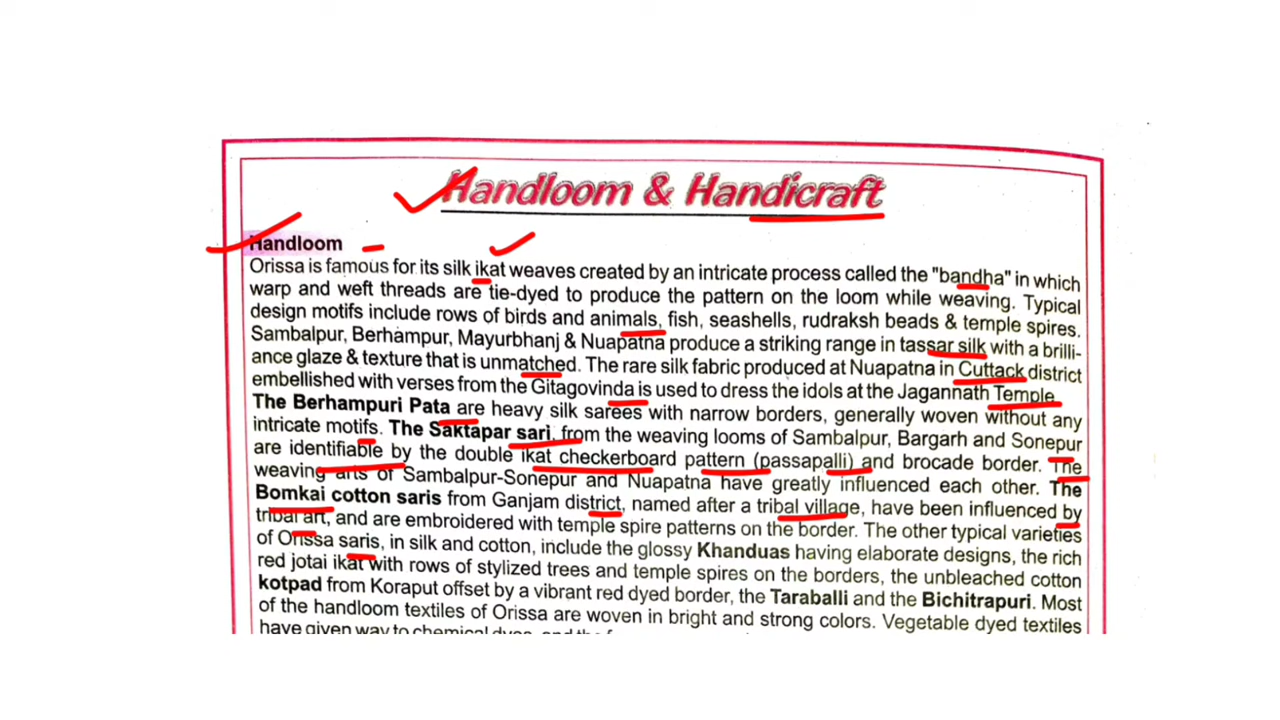 Handloom & Handicraft
Handloom
Orissa is famous for its silk ikat weaves created by an intricate process called the "bandha" in which
warp and weft threads are tie-dyed to produce the pattern on the loom while weaving. Typical
design motifs include rows of birds and animals, fish, seashells, rudraksh beads & temple spires.
Sambalpur, Berhampur, Mayurbhanj & Nuapatna produce a striking range in tassar silk with a brilli-
ance glaze & texture that is unmatched. The rare silk fabric produced at Nuapatna in Cuttack district
embellished with verses from the Gitagovinda is used to dress the idols at the Jagannath Temple.
The Berhampuri Pata are heavy silk sarees with narrow borders, generally woven without any
intricate motifs. The Saktapar sari, from the weaving looms of Sambalpur, Bargarh and Sonepur
are identifiable by the double ikat checkerboard pattern (passapalli) and brocade border. The
weaving arts of Sambalpur-Sonepur and Nuapatna have greatly influenced each other. The
Bomkai cotton saris from Ganjam district, named after a tribal village, have been influenced by
tribal art, and are embroidered with temple spire patterns on the border. The other typical varieties
of Orissa saris, in silk and cotton, include the glossy Khanduas having elaborate designs, the rich
red jotai ikat with rows of stylized trees and temple spires on the borders, the unbleached cotton
kotpad from Koraput offset by a vibrant red dyed border, the Taraballi and the Bichitrapuri. Most
of the handloom textiles of Orissa are woven in bright and strong colors. Vegetable dyed textiles
have given way to chemical dyes, and the